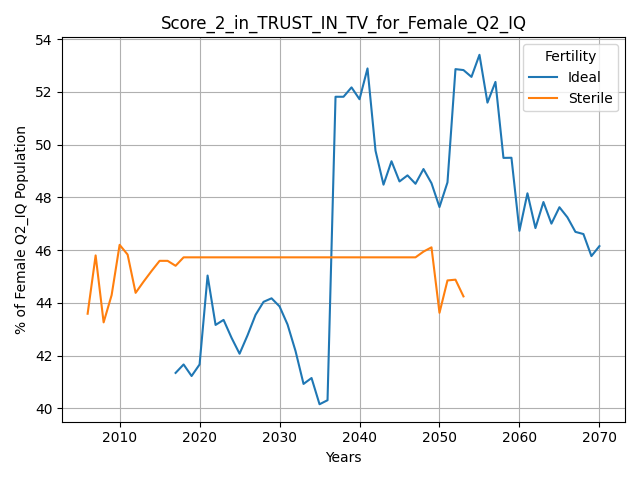 Score_2_in_TRUST_IN_TV_for_Female_Q2_IQ
% of Female Q2_IQ Population
54
52
50
48
46
44
42
40
Fertility
Ideal
Sterile
2010 2020 2030 2040 2050 2060 2070
Years